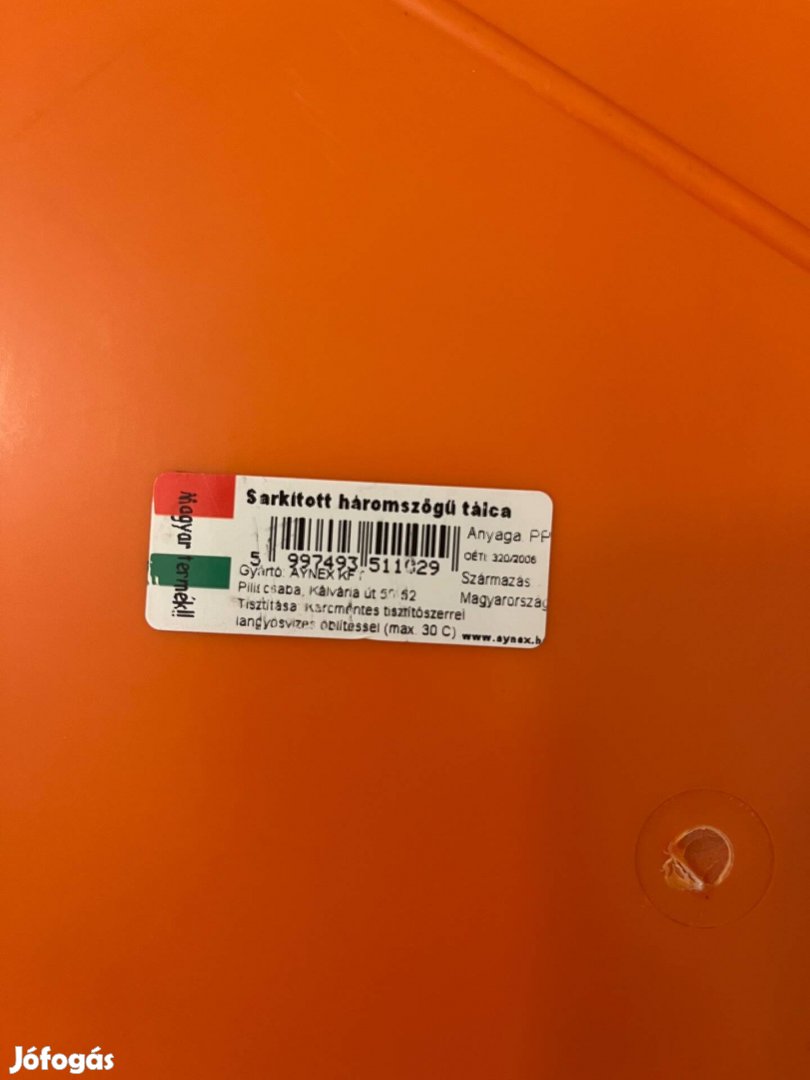 Magyar termék!!
Sarkított háromszögű tálca
5 997493 511029
Anyaga: PP
OÉTI: 320/2006
Gyártó: AYNEX KFT
Származás
Piliscsaba, Kálvária út 50-52
Magyarország
Tisztítása: Karcmentes tisztítószerrel
langyosvizes öblítéssel (max. 30 C)
www.aynex.h
Jófogás